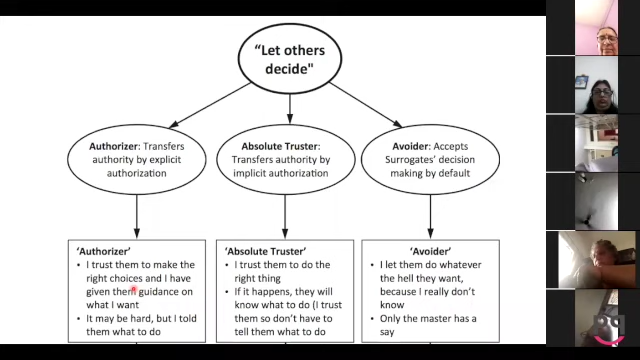 “Let others
decide"
Authorizer: Transfers
authority by explicit
authorization
Absolute Truster:
Transfers authority by
implicit authorization
Avoider: Accepts
Surrogates’ decision
making by default
‘Authorizer’
• I trust them to make the
right choices and I have
given them guidance on
what I want
• It may be hard, but I told
them what to do
‘Absolute Truster’
• I trust them to do the
right thing
• If it happens, they will
know what to do (I trust
them so don’t have to
tell them what to do
‘Avoider’
• I let them do whatever
the hell they want,
because I really don’t
know
• Only the master has a
say